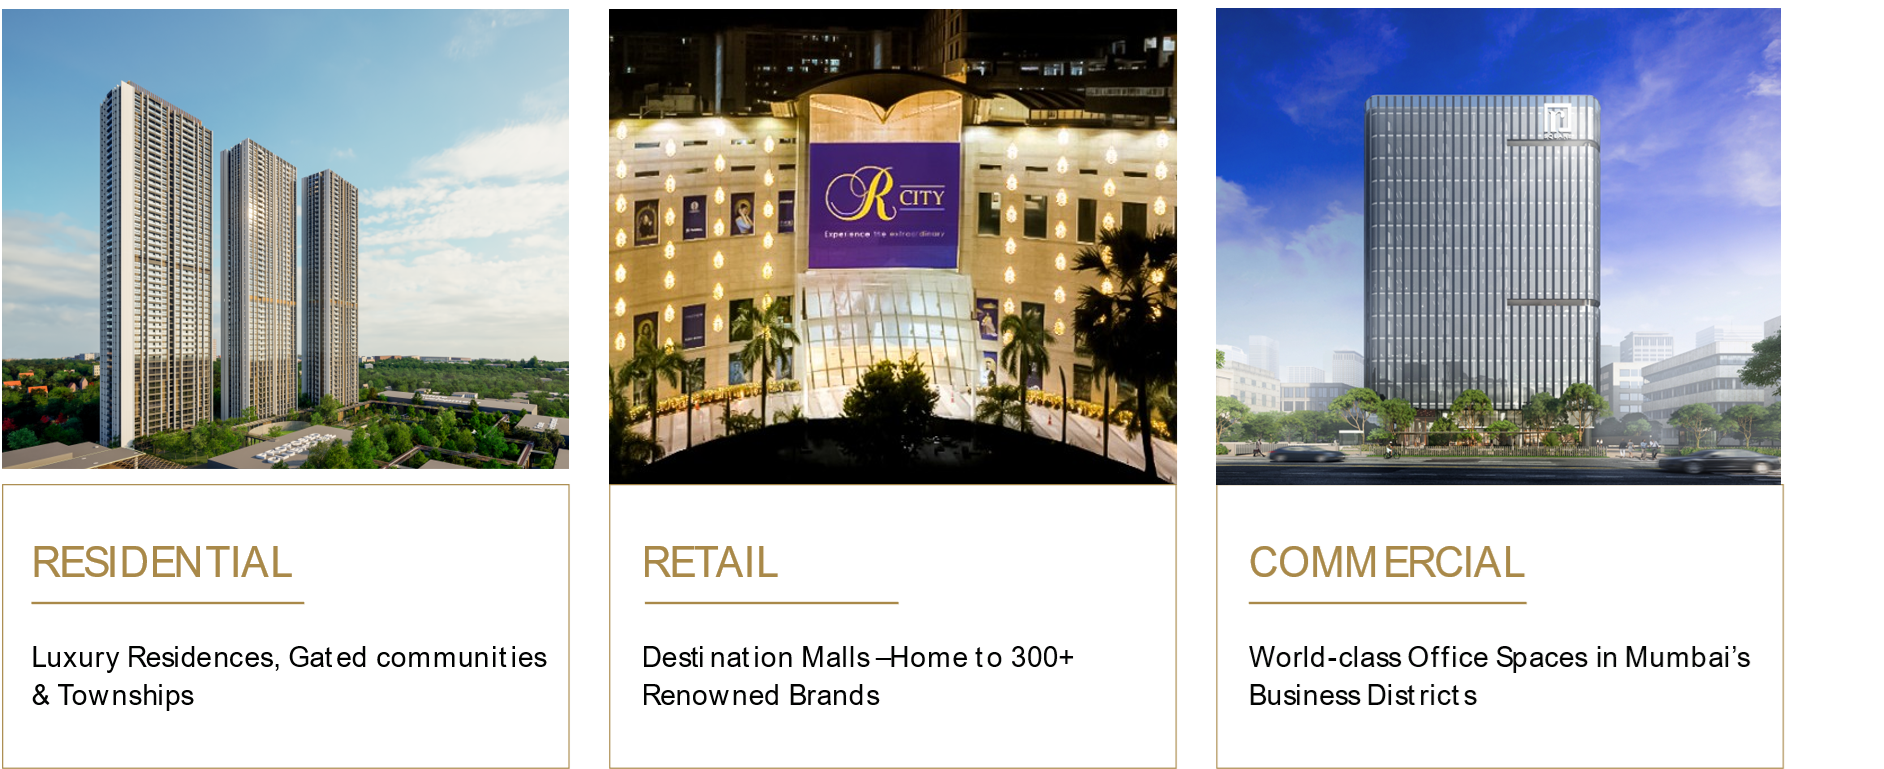 R CITY
Experience the extraordinary
RESIDENTIAL
Luxury Residences, Gated communities
& Townships
RETAIL
Destination Malls –Home to 300+
Renowned Brands
COMMERCIAL
World-class Office Spaces in Mumbai’s
Business Districts